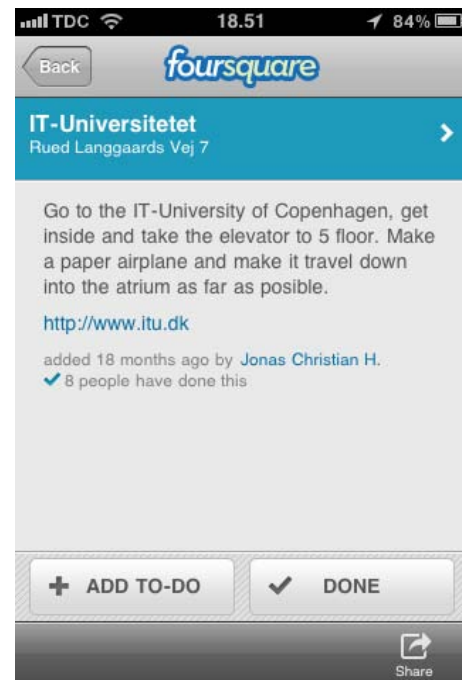 TDC 18.51 84%
Back foursquare
IT-Universitetet
Rued Langgaards Vej 7
Go to the IT-University of Copenhagen, get
inside and take the elevator to 5 floor. Make
a paper airplane and make it travel down
into the atrium as far as posible.
http://www.itu.dk
added 18 months ago by Jonas Christian H.
8 people have done this
ADD TO-DO DONE
Share